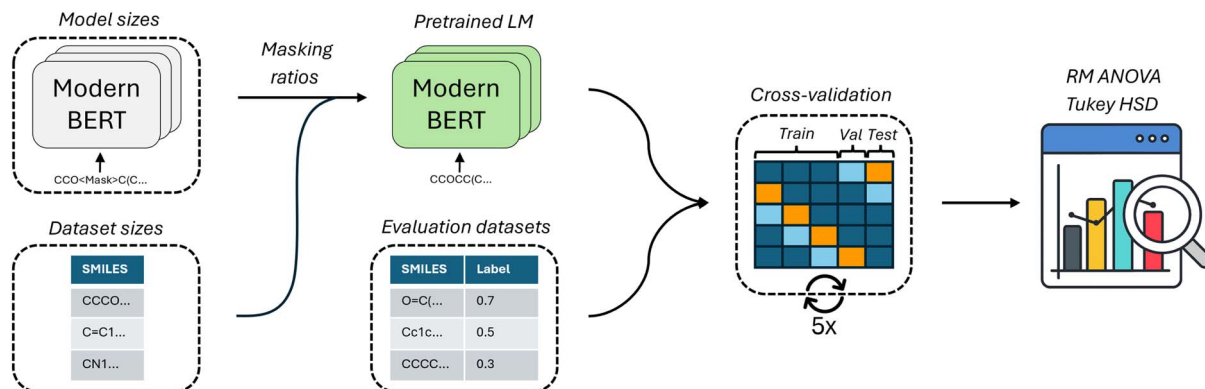 Model sizes
Modern
BERT
CCO<Mask>C(C...
Masking
ratios
Pretrained LM
Modern
BERT
CCOCC(C...
Dataset sizes
SMILES
CCCO...
C=C1...
CN1...
Evaluation datasets
SMILES Label
O=C(... 0.7
Cc1c... 0.5
CCCC... 0.3
Cross-validation
Train Val Test
5x
RM ANOVA
Tukey HSD